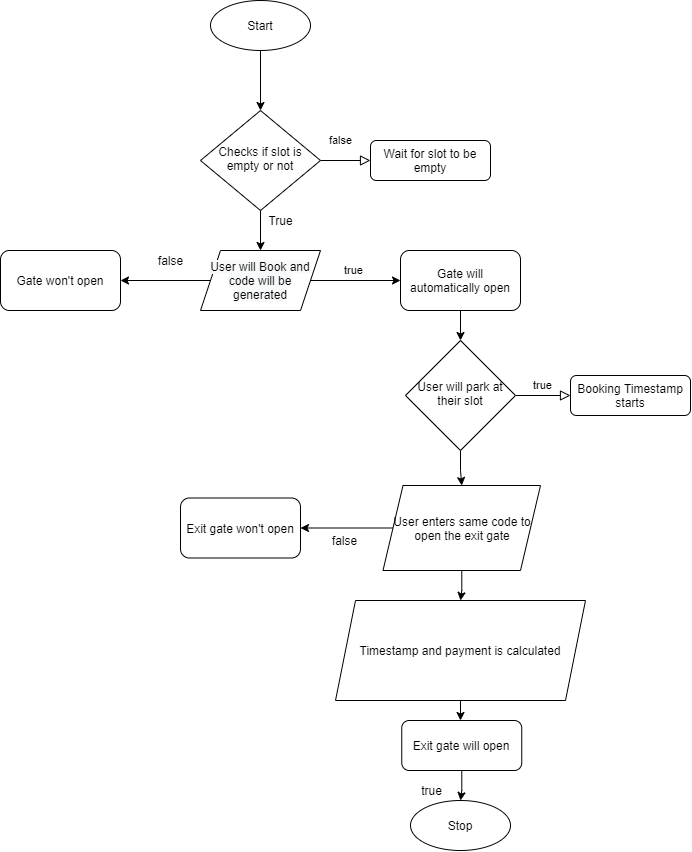 Start
Checks if slot is
empty or not
false
Wait for slot to be
empty
True
Gate won't open
false
User will Book and
code will be
generated
true
Gate will
automatically open
User will park at
their slot
true
Booking Timestamp
starts
Exit gate won't open
false
User enters same code to
open the exit gate
Timestamp and payment is calculated
Exit gate will open
true
Stop